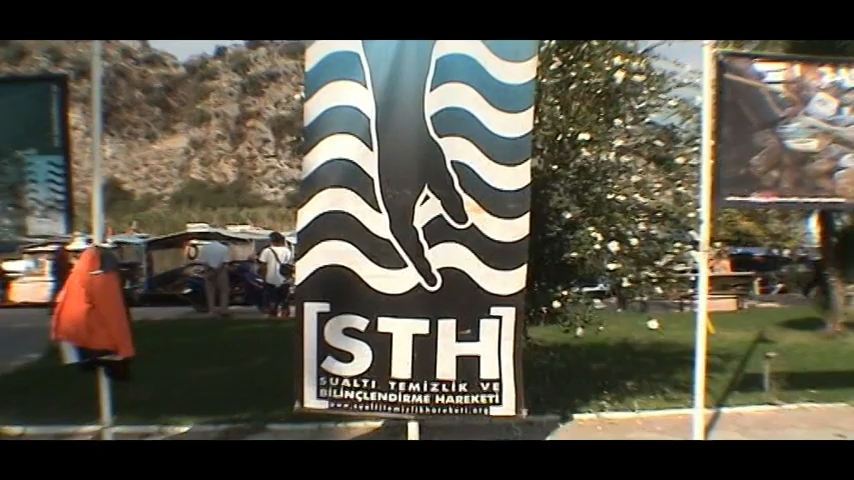 [STH]
SUALTI TEMİZLİK VE
BİLİNÇLENDİRME HAREKETİ
www.sualtitemizlikhareketi.org